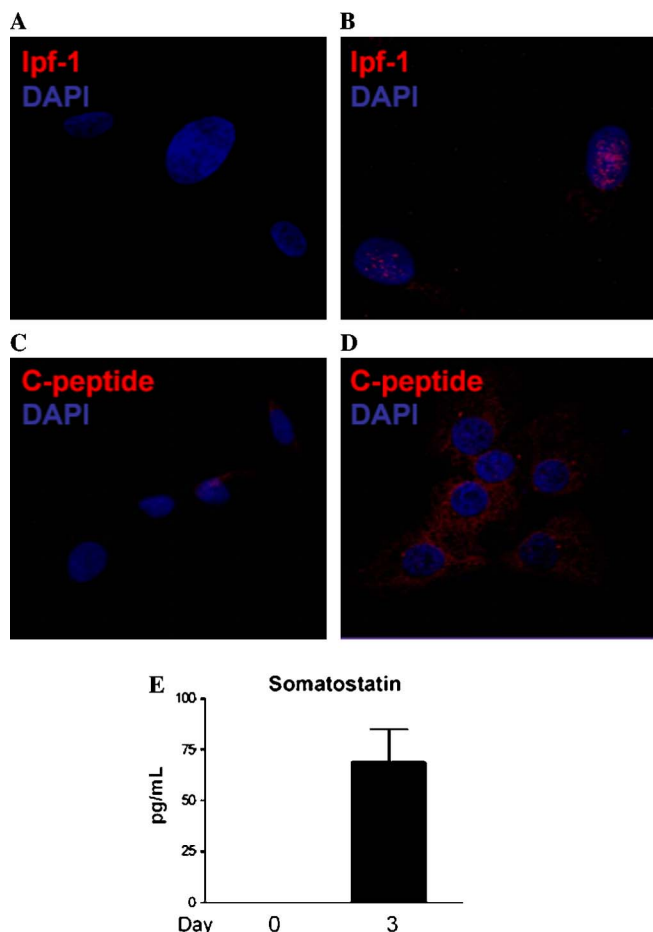 A
Ipf-1
DAPI
B
Ipf-1
DAPI
C
C-peptide
DAPI
D
C-peptide
DAPI
E
Somatostatin
pg/mL
100
75
50
25
0
Day 0 3